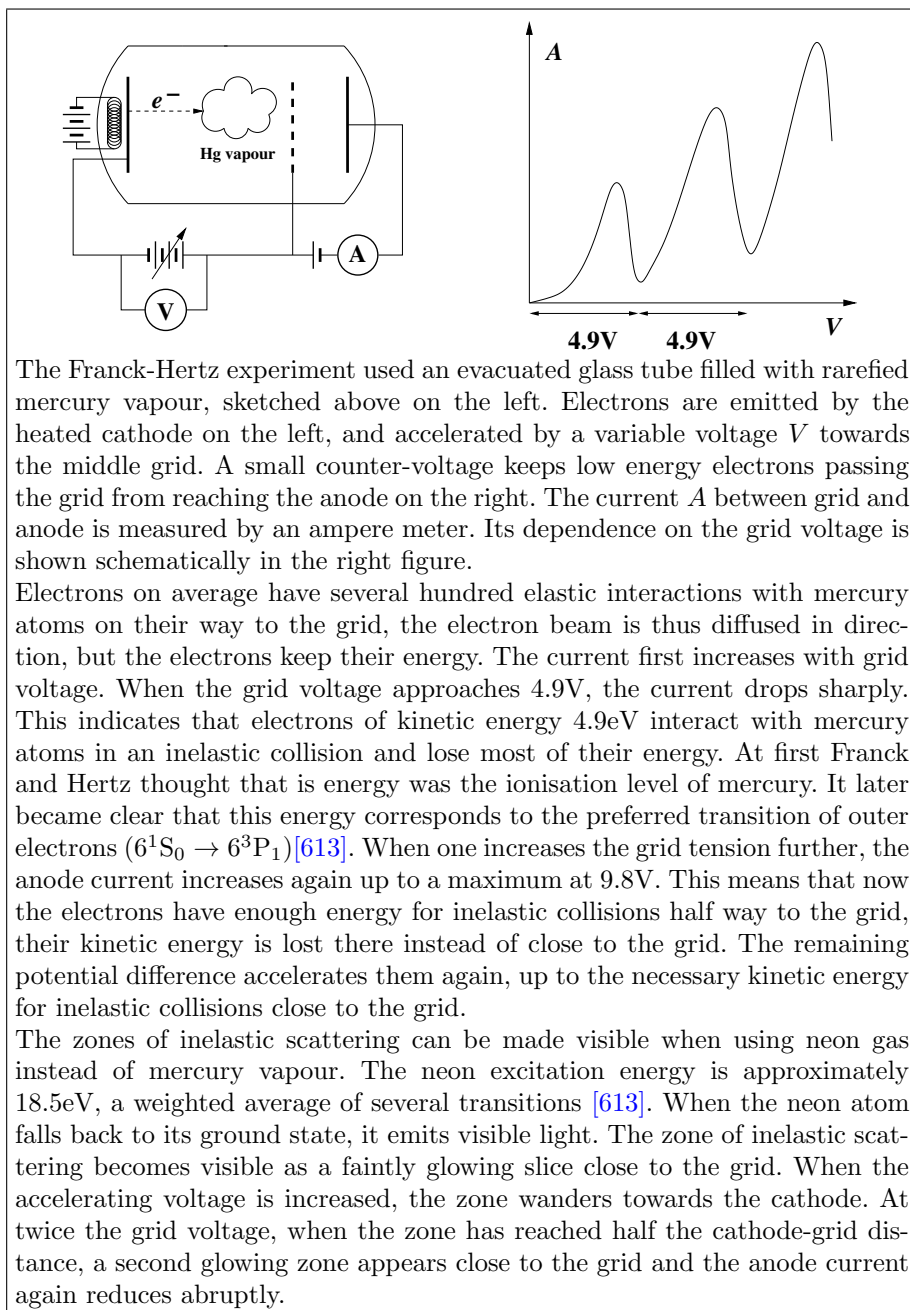 A
e⁻
Hg vapour
A
V
4.9V 4.9V
V
The Franck-Hertz experiment used an evacuated glass tube filled with rarefied
mercury vapour, sketched above on the left. Electrons are emitted by the
heated cathode on the left, and accelerated by a variable voltage V towards
the middle grid. A small counter-voltage keeps low energy electrons passing
the grid from reaching the anode on the right. The current A between grid and
anode is measured by an ampere meter. Its dependence on the grid voltage is
shown schematically in the right figure.
Electrons on average have several hundred elastic interactions with mercury
atoms on their way to the grid, the electron beam is thus diffused in direc-
tion, but the electrons keep their energy. The current first increases with grid
voltage. When the grid voltage approaches 4.9V, the current drops sharply.
This indicates that electrons of kinetic energy 4.9eV interact with mercury
atoms in an inelastic collision and lose most of their energy. At first Franck
and Hertz thought that is energy was the ionisation level of mercury. It later
became clear that this energy corresponds to the preferred transition of outer
electrons (6¹S₀ → 6³P₁)[613]. When one increases the grid tension further, the
anode current increases again up to a maximum at 9.8V. This means that now
the electrons have enough energy for inelastic collisions half way to the grid,
their kinetic energy is lost there instead of close to the grid. The remaining
potential difference accelerates them again, up to the necessary kinetic energy
for inelastic collisions close to the grid.
The zones of inelastic scattering can be made visible when using neon gas
instead of mercury vapour. The neon excitation energy is approximately
18.5eV, a weighted average of several transitions [613]. When the neon atom
falls back to its ground state, it emits visible light. The zone of inelastic scat-
tering becomes visible as a faintly glowing slice close to the grid. When the
accelerating voltage is increased, the zone wanders towards the cathode. At
twice the grid voltage, when the zone has reached half the cathode-grid dis-
tance, a second glowing zone appears close to the grid and the anode current
again reduces abruptly.